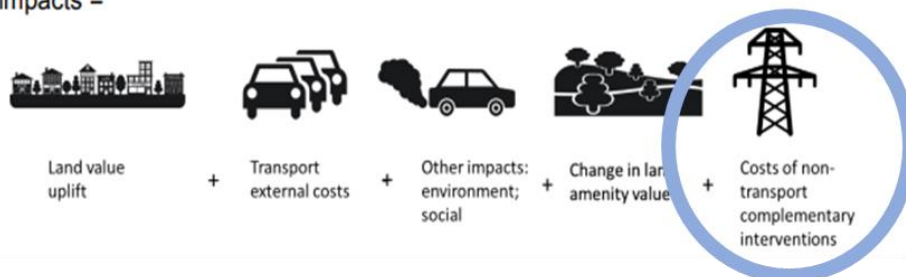 impacts =
Land value
uplift
+
Transport
external costs
+
Other impacts:
environment;
social
+
Change in
amenity value
+
Costs of non-
transport
complementary
interventions